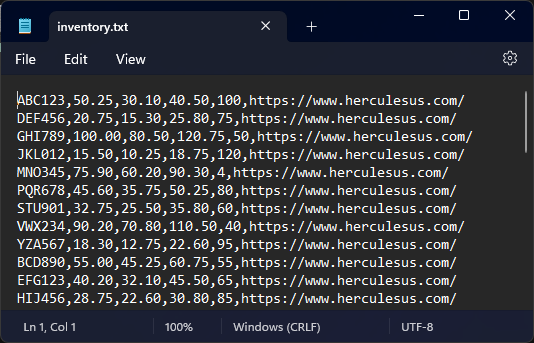 inventory.txt
File Edit View
ABC123,50.25,30.10,40.50,100,https://www.herculesus.com/
DEF456,20.75,15.30,25.80,75,https://www.herculesus.com/
GHI789,100.00,80.50,120.75,50,https://www.herculesus.com/
JKL012,15.50,10.25,18.75,120,https://www.herculesus.com/
MNO345,75.90,60.20,90.30,4,https://www.herculesus.com/
PQR678,45.60,35.75,50.25,80,https://www.herculesus.com/
STU901,32.75,25.50,35.80,60,https://www.herculesus.com/
VWX234,90.20,70.80,110.50,40,https://www.herculesus.com/
YZA567,18.30,12.75,22.60,95,https://www.herculesus.com/
BCD890,55.00,45.25,60.75,55,https://www.herculesus.com/
EFG123,40.20,32.10,45.50,65,https://www.herculesus.com/
HIJ456,28.75,22.60,30.80,85,https://www.herculesus.com/
Ln 1, Col 1 100% Windows (CRLF) UTF-8